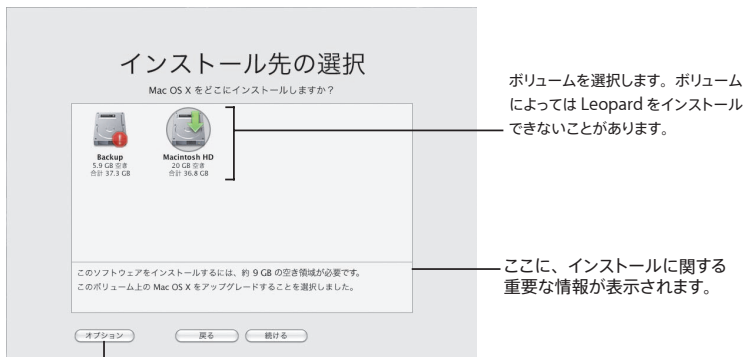 インストール先の選択
Mac OS X をどこにインストールしますか？
Backup
5.9 GB 空き
合計 37.3 GB
Macintosh HD
20 GB 空き
合計 36.8 GB
このソフトウェアをインストールするには、約 9 GB の空き領域が必要です。
このボリューム上の Mac OS X をアップグレードすることを選択しました。
オプション
戻る
続ける
ボリュームを選択します。ボリューム
によっては Leopard をインストール
できないことがあります。
ここに、インストールに関する
重要な情報が表示されます。